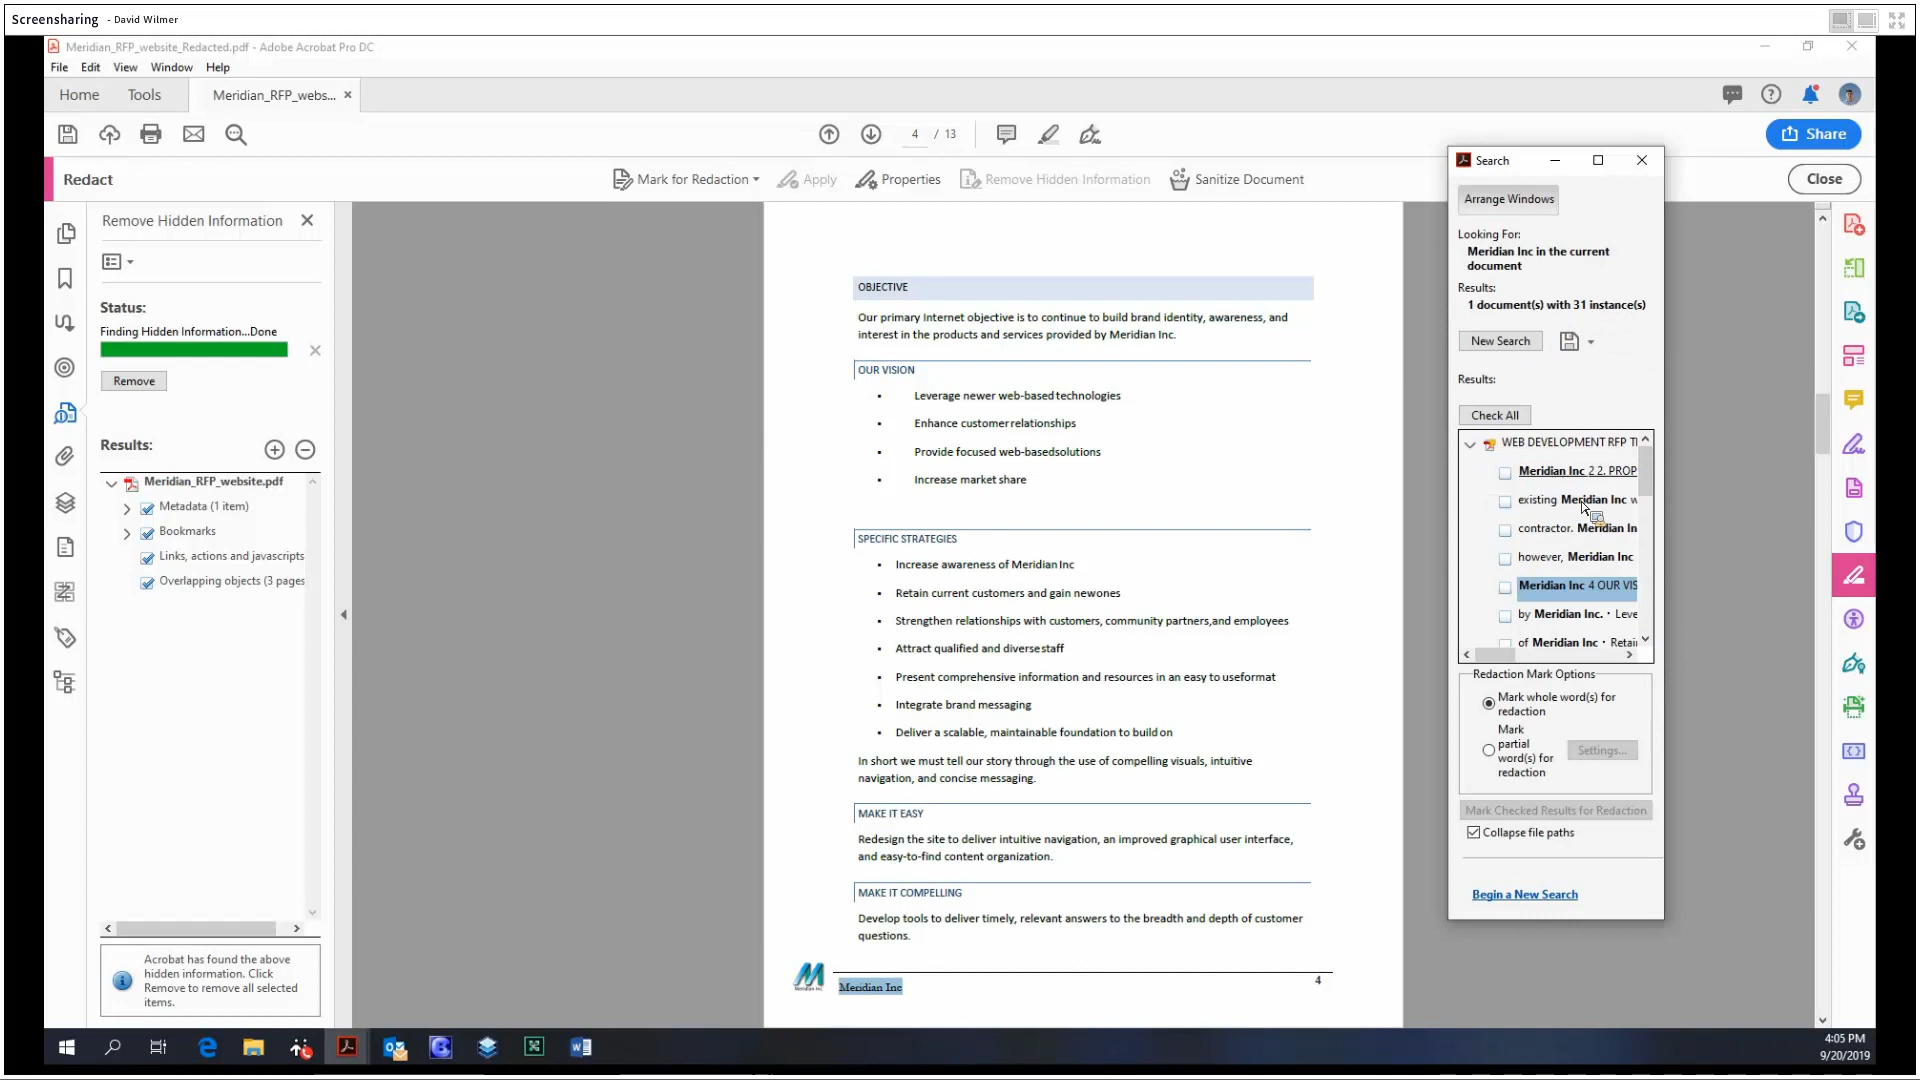 Screensharing - David Wilmer
Meridian_RFP_website_Redacted.pdf - Adobe Acrobat Pro DC
File Edit View Window Help
Home Tools Meridian_RFP_webs... ×
4 / 13
Share
Redact
Mark for Redaction
Apply
Properties
Remove Hidden Information
Sanitize Document
Close
Remove Hidden Information
Status:
Finding Hidden Information...Done
Remove
Results:
Meridian_RFP_website.pdf
Metadata (1 item)
Bookmarks
Links, actions and javascripts
Overlapping objects (3 pages
Acrobat has found the above
hidden information. Click
Remove to remove all selected
items.
OBJECTIVE
Our primary Internet objective is to continue to build brand identity, awareness, and
interest in the products and services provided by Meridian Inc.
OUR VISION
▪ Leverage newer web-based technologies
▪ Enhance customer relationships
▪ Provide focused web-basedsolutions
▪ Increase market share
SPECIFIC STRATEGIES
▪ Increase awareness of Meridian Inc
▪ Retain current customers and gain newones
▪ Strengthen relationships with customers, community partners,and employees
▪ Attract qualified and diversestaff
▪ Present comprehensive information and resources in an easy to useformat
▪ Integrate brand messaging
▪ Deliver a scalable, maintainable foundation to build on
In short we must tell our story through the use of compelling visuals, intuitive
navigation, and concise messaging.
MAKE IT EASY
Redesign the site to deliver intuitive navigation, an improved graphical user interface,
and easy-to-find content organization.
MAKE IT COMPELLING
Develop tools to deliver timely, relevant answers to the breadth and depth of customer
questions.
Meridian Inc
Meridian Inc
4
Search
Arrange Windows
Looking For:
Meridian Inc in the current
document
Results:
1 document(s) with 31 instance(s)
New Search
Results:
Check All
WEB DEVELOPMENT RFP T
Meridian Inc 2 2. PROP
existing Meridian Inc w
contractor. Meridian In
however, Meridian Inc
Meridian Inc 4 OUR VIS
by Meridian Inc. ▪ Leve
of Meridian Inc ▪ Retai
Redaction Mark Options
Mark whole word(s) for
redaction
Mark
partial
word(s) for
redaction
Settings...
Mark Checked Results for Redaction
Collapse file paths
Begin a New Search
4:05 PM
9/20/2019